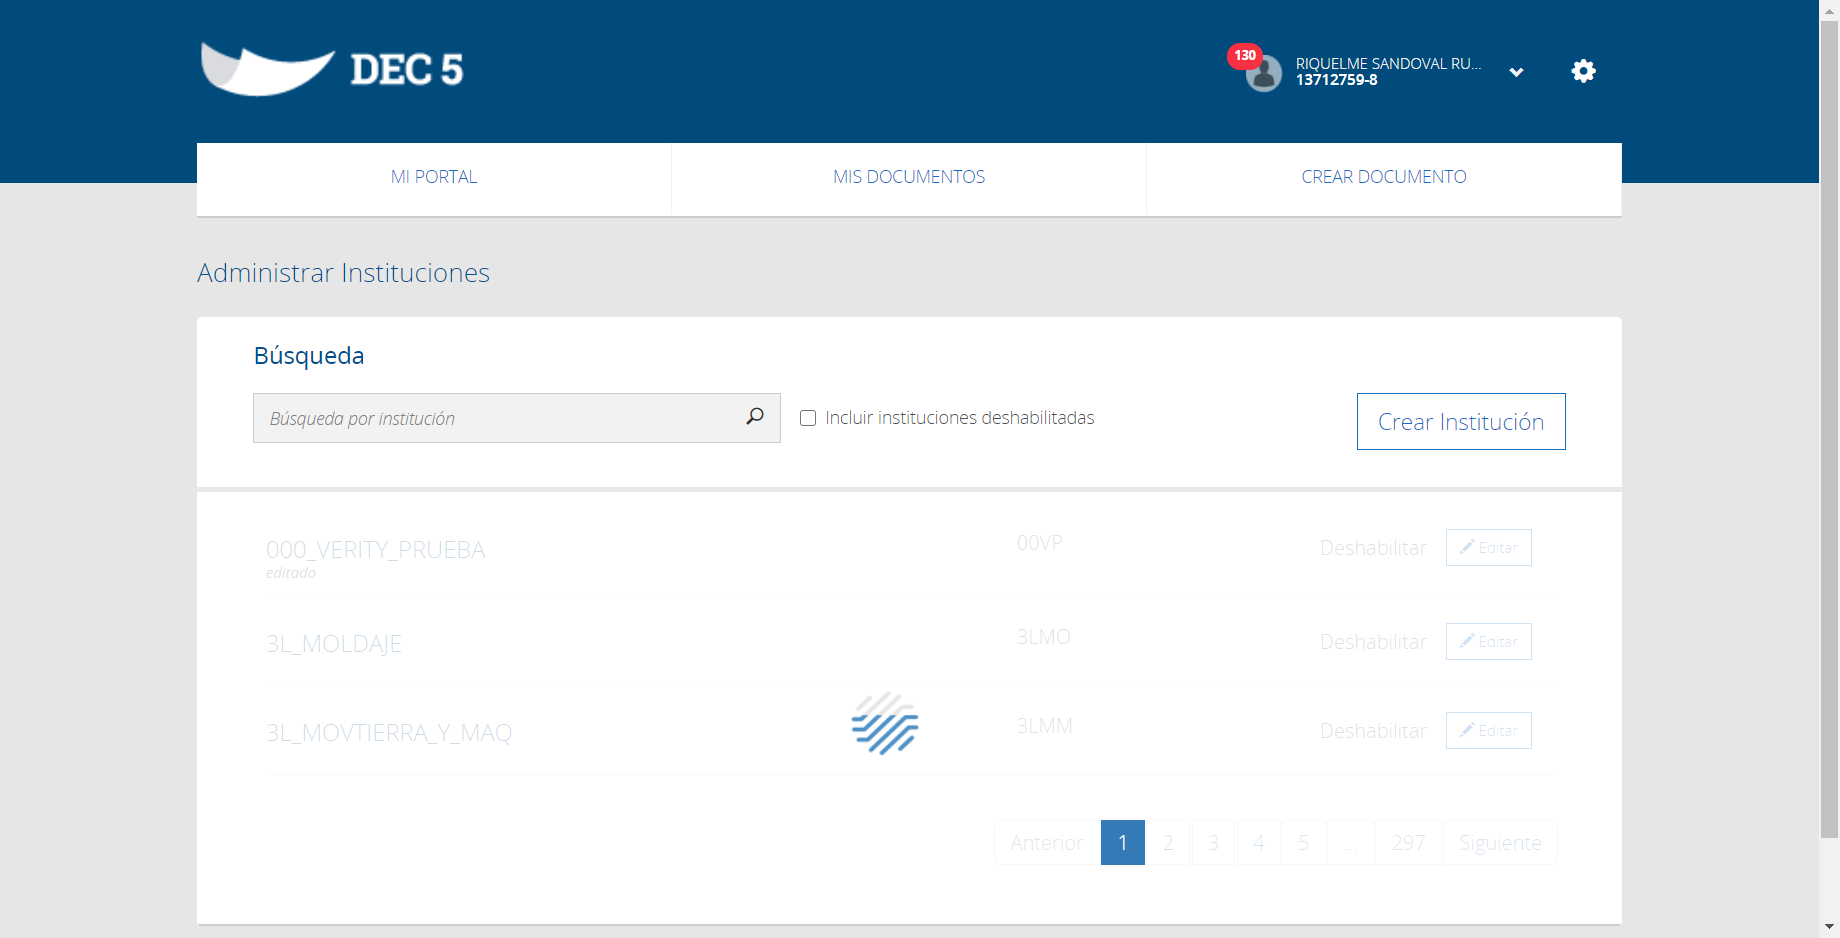 DEC 5
130
RIQUELME SANDOVAL RU...
13712759-8
MI PORTAL
MIS DOCUMENTOS
CREAR DOCUMENTO
Administrar Instituciones
Búsqueda
Búsqueda por institución
Incluir instituciones deshabilitadas
Crear Institución
000_VERITY_PRUEBA
editado
00VP
Deshabilitar
Editar
3L_MOLDAJE
3LMO
Deshabilitar
Editar
3L_MOVTIERRA_Y_MAQ
3LMM
Deshabilitar
Editar
Anterior 1 2 3 4 5 ... 297 Siguiente